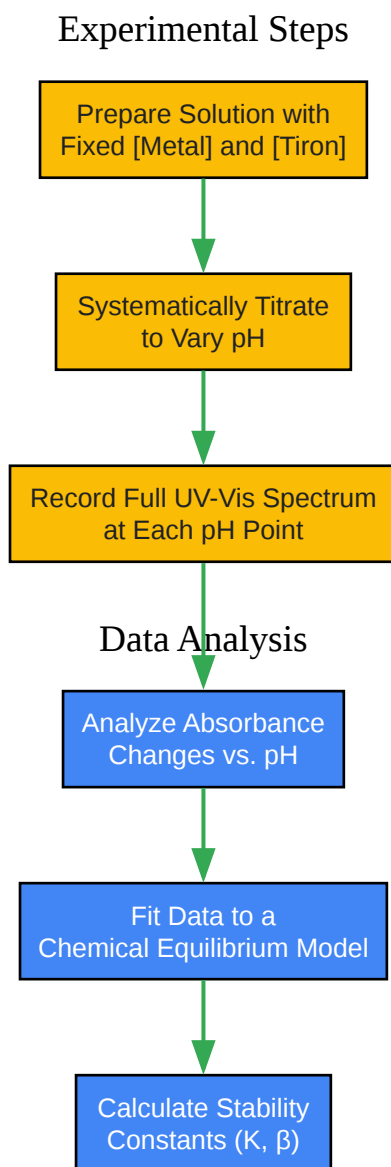 Experimental Steps
Prepare Solution with
Fixed [Metal] and [Tiron]
Systematically Titrate
to Vary pH
Record Full UV-Vis Spectrum
at Each pH Point
Data Analysis
Analyze Absorbance
Changes vs. pH
Fit Data to a
Chemical Equilibrium Model
Calculate Stability
Constants (K, β)